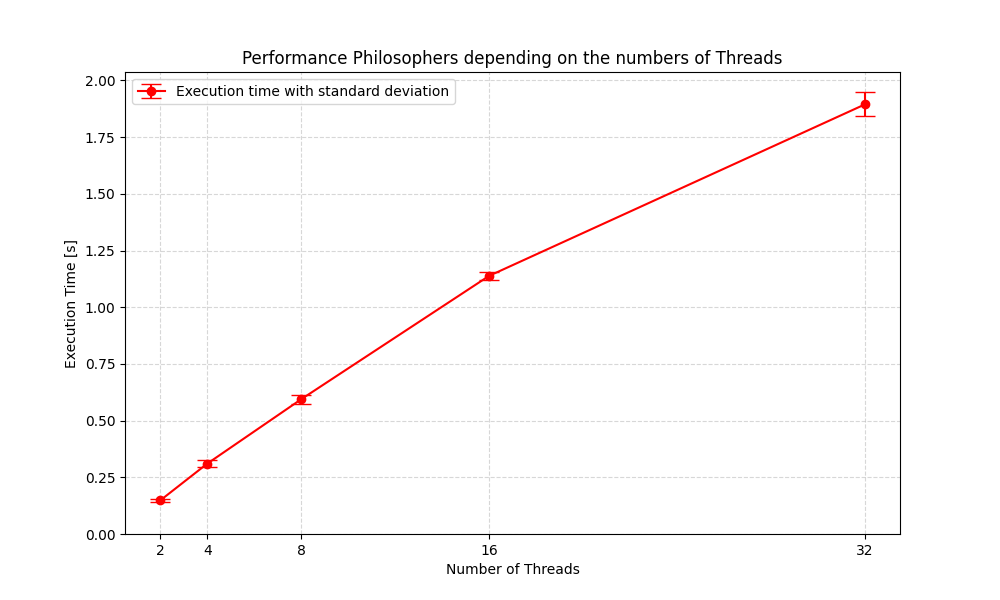 Performance Philosophers depending on the numbers of Threads
Execution time with standard deviation
2.00
1.75
1.50
1.25
1.00
0.75
0.50
0.25
0.00
Execution Time [s]
2 4 8 16 32
Number of Threads